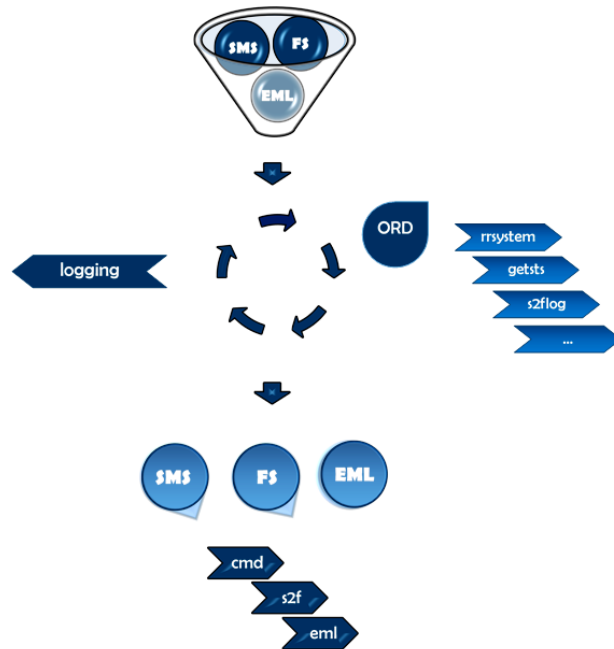 SMS
FS
EML
ORD
logging
rrsystem
getsts
s2flog
...
SMS
FS
EML
cmd
s2f
eml